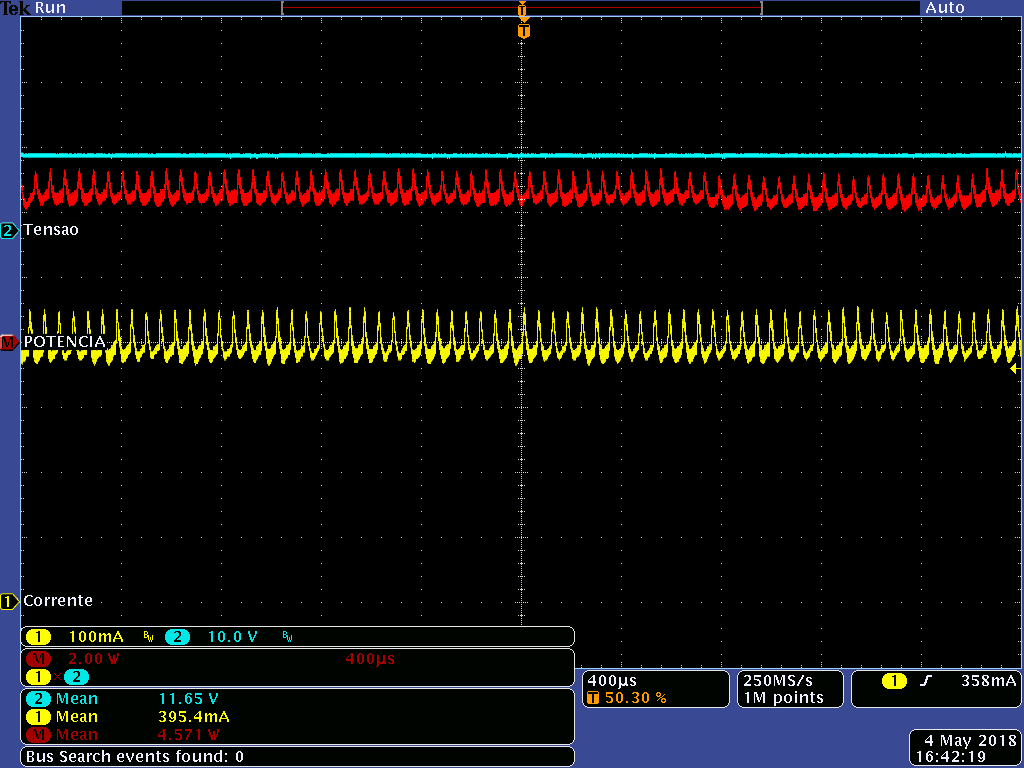 Tek Run Auto
T
T
2 Tensao
M POTENCIA
1 Corrente
1 100mA BW 2 10.0 V BW
M 2.00 W 400µs
1 2
2 Mean 11.65 V
1 Mean 395.4mA
M Mean 4.571 W
Bus Search events found: 0
400µs
T 50.30 %
250MS/s
1M points
1 358mA
4 May 2018
16:42:19